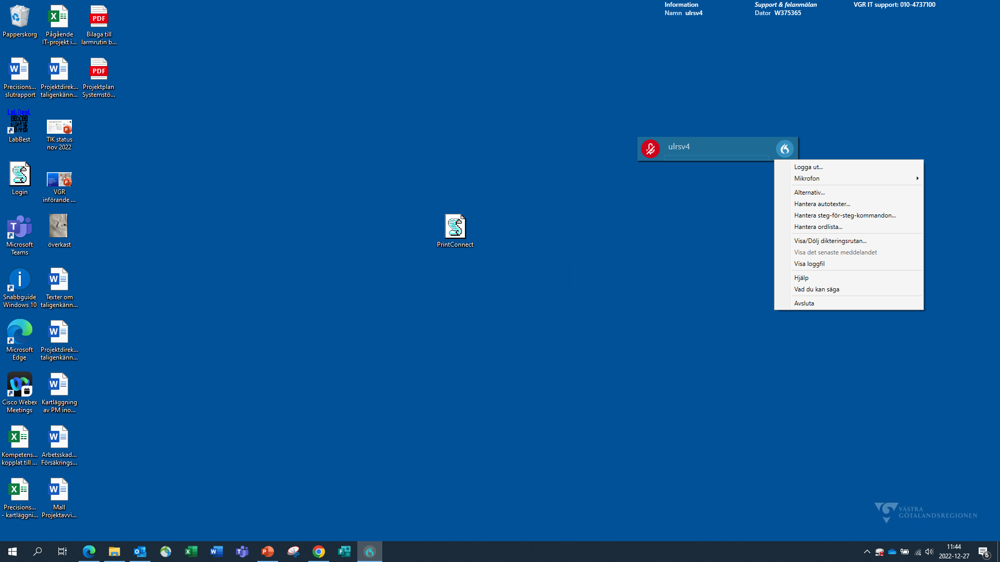 Information
Namn ulrsv4
Support & felanmälan
Dator W375365
VGR IT support: 010-4737100
Papperskorg
Pågående
IT-projekt i...
PDF
Bilaga till
larmrutin b...
Precisions...
slutrapport
Projektdirek...
taligenkänn...
PDF
Projektplan
Systemstö...
LabBest
LabBest
TIK status
nov 2022
Login
VGR
införande ...
Microsoft
Teams
överkast
Snabbguide
Windows 10
Texter om
taligenkänn...
Microsoft
Edge
Projektdirek...
taligenkänn...
Cisco Webex
Meetings
Kartläggning
av PM ino...
Kompetens...
kopplat till ...
Arbetsskad...
Försäkrings...
Precisions...
- kartläggni...
Mall
Projektavvi...
PrintConnect
ulrsv4
Logga ut...
Mikrofon
Alternativ...
Hantera autotexter...
Hantera steg-för-steg-kommandon...
Hantera ordlista...
Visa/Dölj dikteringsrutan...
Visa det senaste meddelandet
Visa loggfil
Hjälp
Vad du kan säga
Avsluta
VÄSTRA
GÖTALANDSREGIONEN
11:44
2022-12-27
6